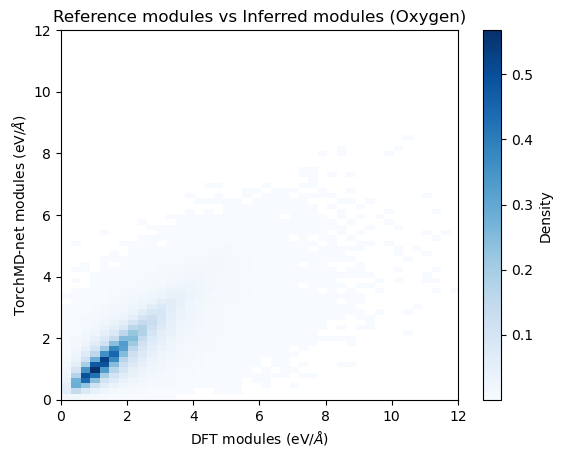 Reference modules vs Inferred modules (Oxygen)
12
10
8
6
4
2
0
TorchMD-net modules (eV/Å)
0 2 4 6 8 10 12
DFT modules (eV/Å)
0.5
0.4
0.3
0.2
0.1
Density